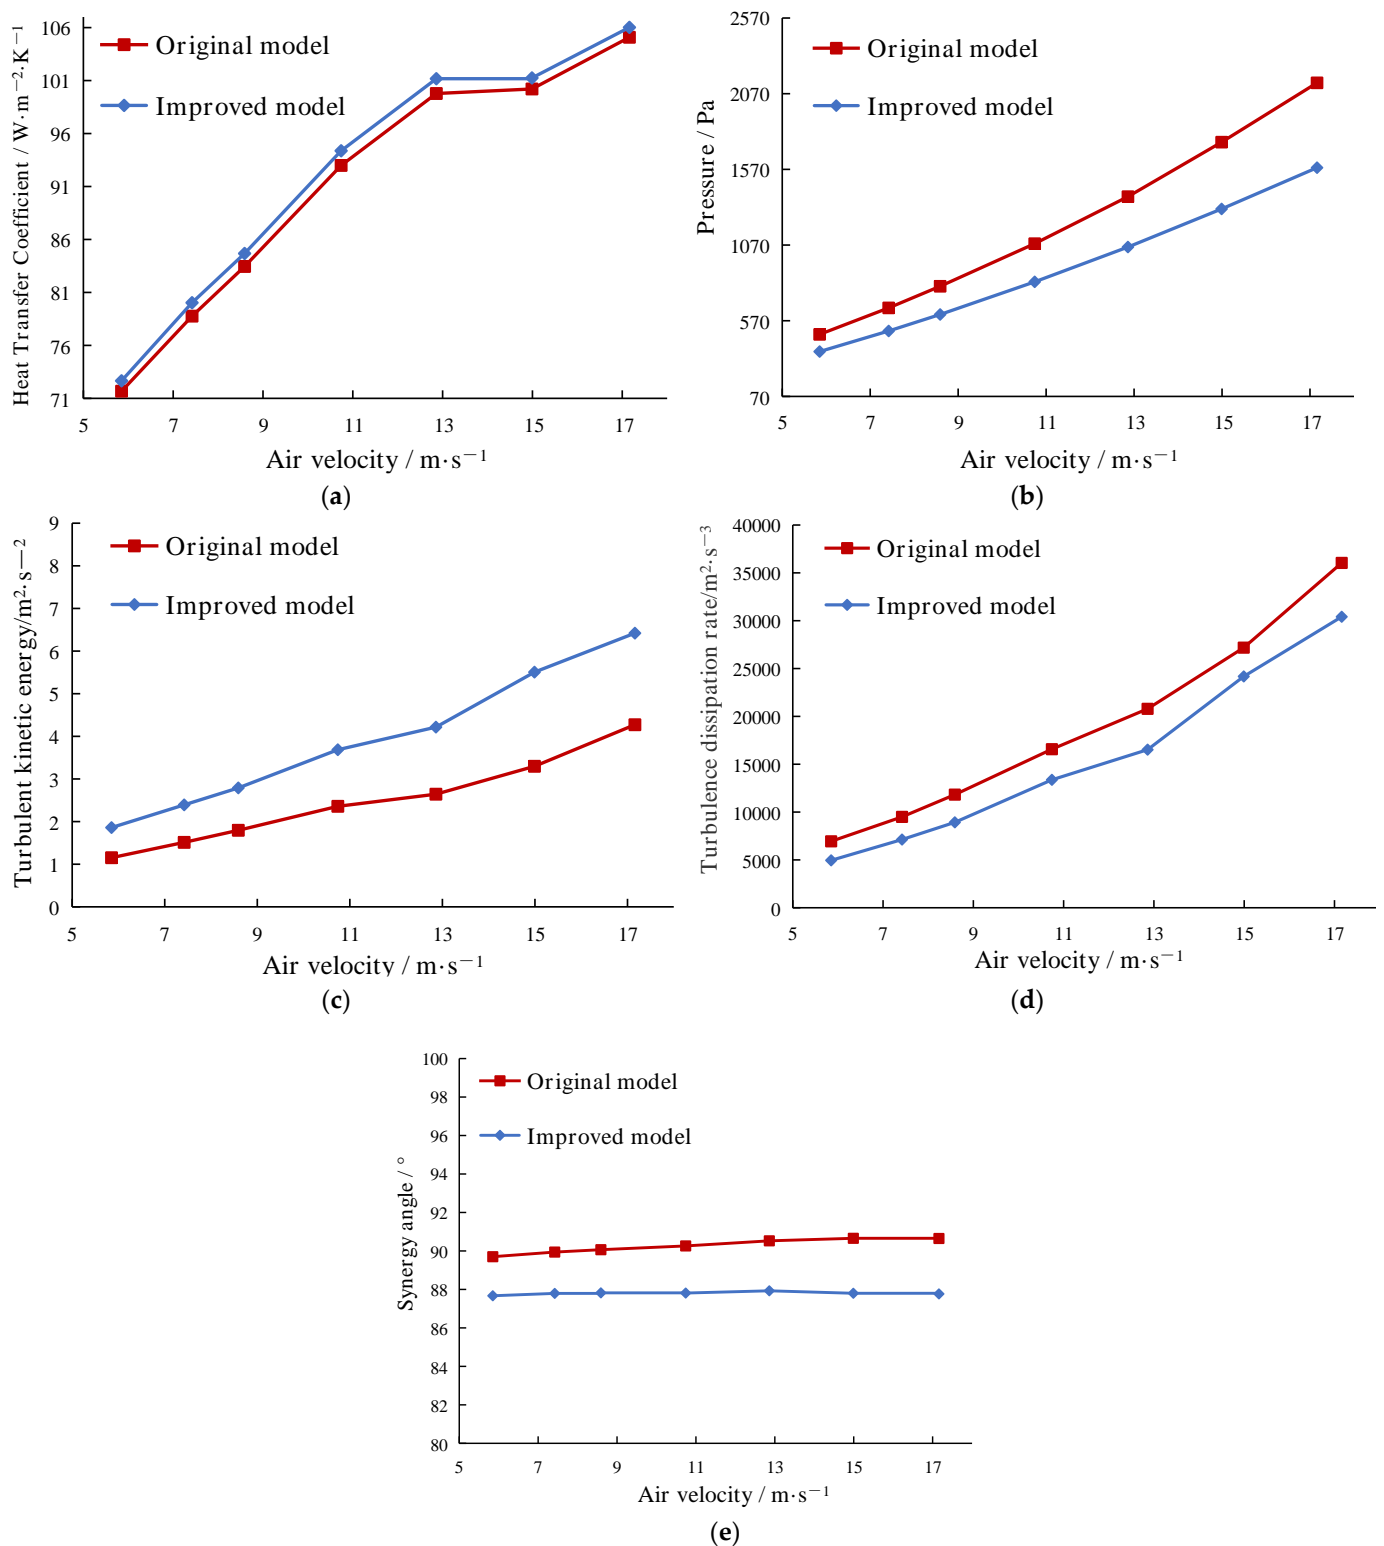 Heat Transfer Coefficient / W·m−2·K−1
106
101
96
91
86
81
76
71
Original model
Improved model
5 7 9 11 13 15 17
Air velocity / m·s−1
(a)
Pressure / Pa
2570
2070
1570
1070
570
70
Original model
Improved model
5 7 9 11 13 15 17
Air velocity / m·s−1
(b)
Turbulent kinetic energy/m2·s—2
9
8
7
6
5
4
3
2
1
0
Original model
Improved model
5 7 9 11 13 15 17
Air velocity / m·s−1
(c)
Turbulence dissipation rate/m2·s−3
40000
35000
30000
25000
20000
15000
10000
5000
0
Original model
Improved model
5 7 9 11 13 15 17
Air velocity / m·s−1
(d)
Synergy angle / °
100
98
96
94
92
90
88
86
84
82
80
Original model
Improved model
5 7 9 11 13 15 17
Air velocity / m·s−1
(e)